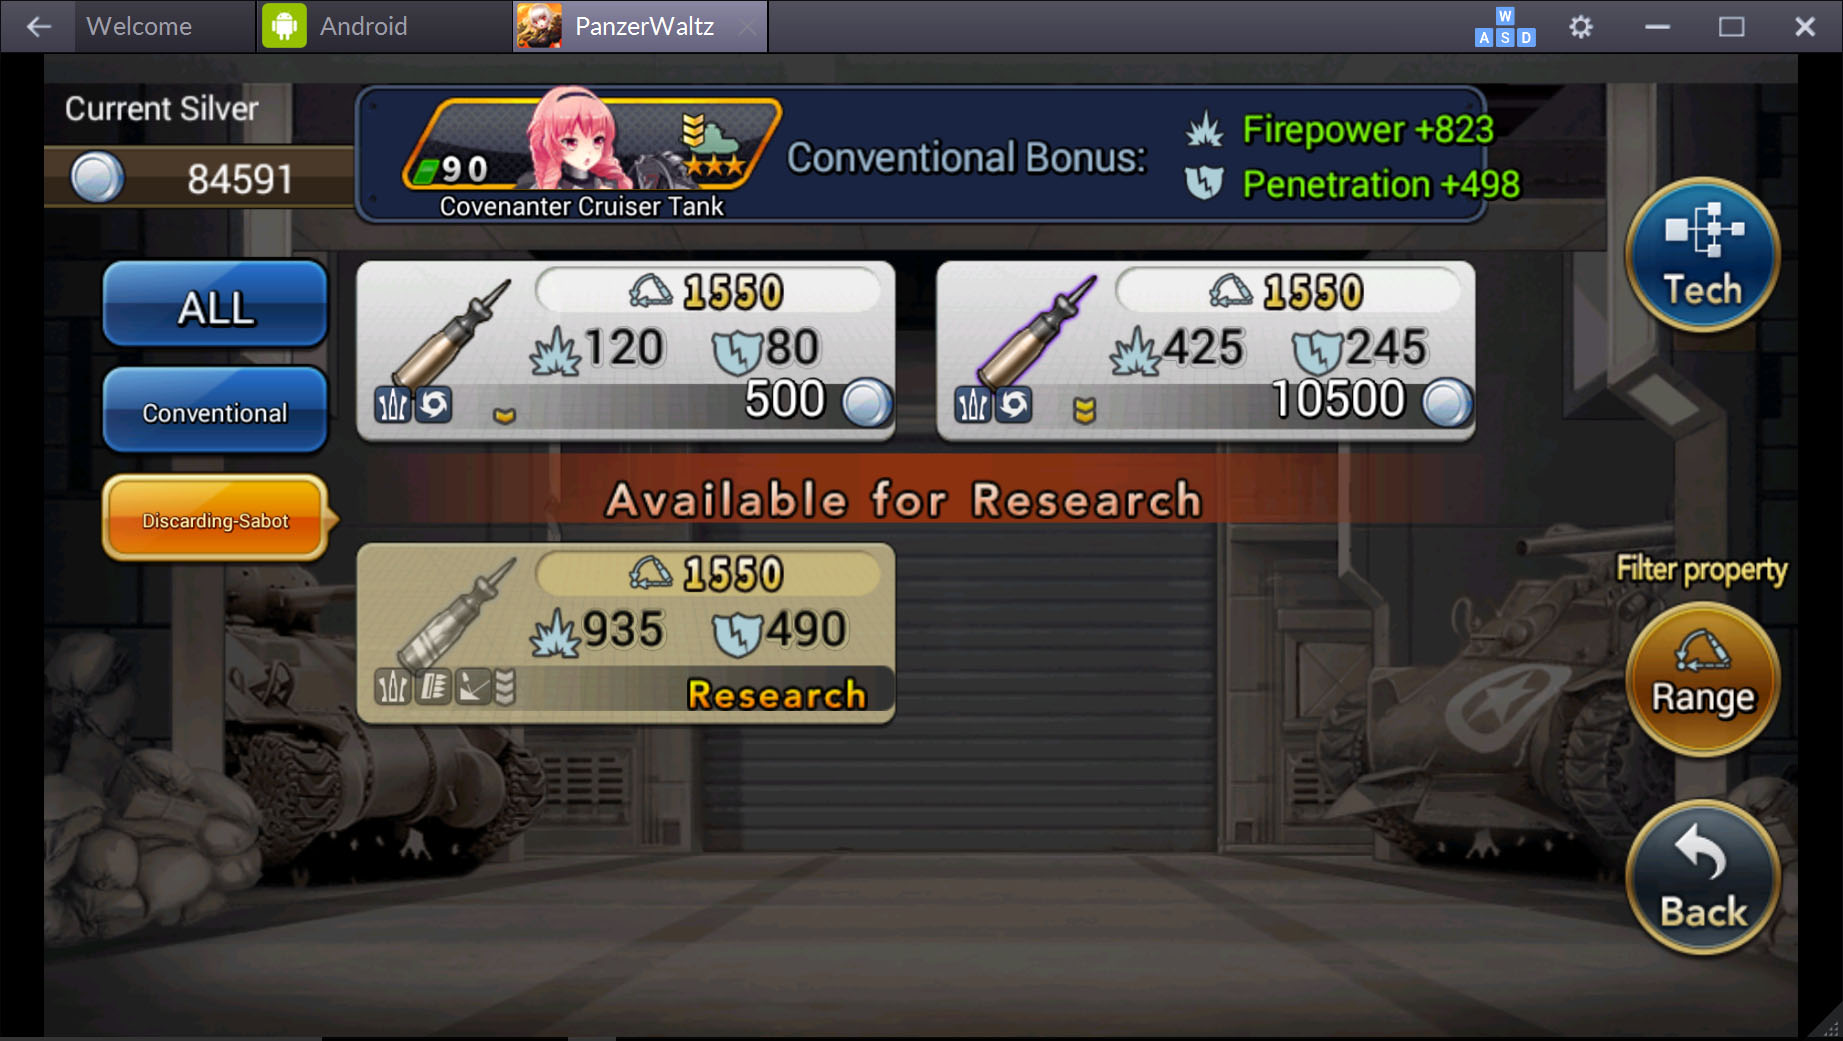 Welcome
Android
PanzerWaltz
W
A S D
Current Silver
84591
90
Covenanter Cruiser Tank
Conventional Bonus:
Firepower +823
Penetration +498
Tech
ALL
Conventional
Discarding-Sabot
1550
120 80
500
1550
425 245
10500
Available for Research
1550
935 490
Research
Filter property
Range
Back